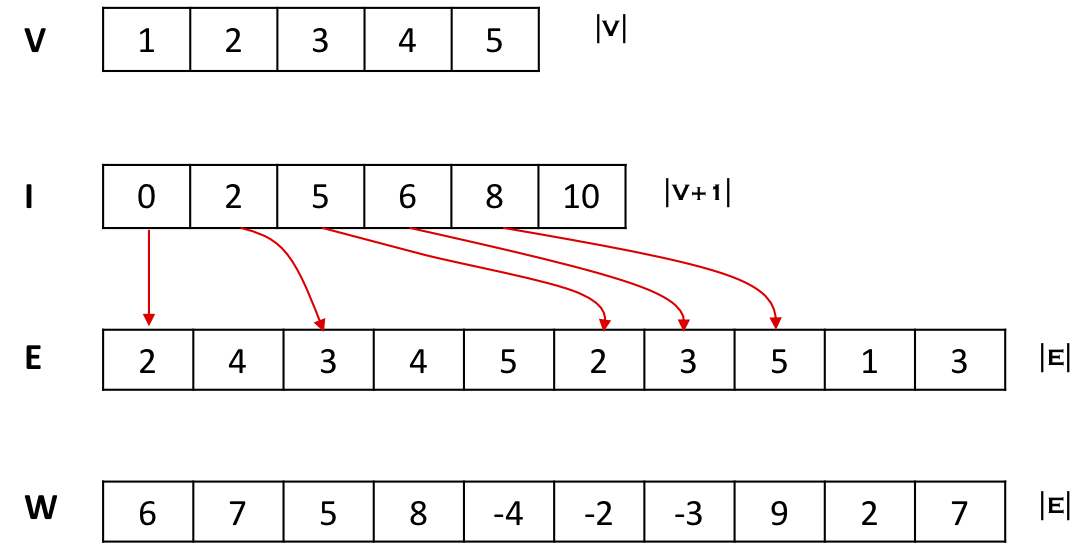 V 1 2 3 4 5 |V|
I 0 2 5 6 8 10 |V+1|
E 2 4 3 4 5 2 3 5 1 3 |E|
W 6 7 5 8 -4 -2 -3 9 2 7 |E|